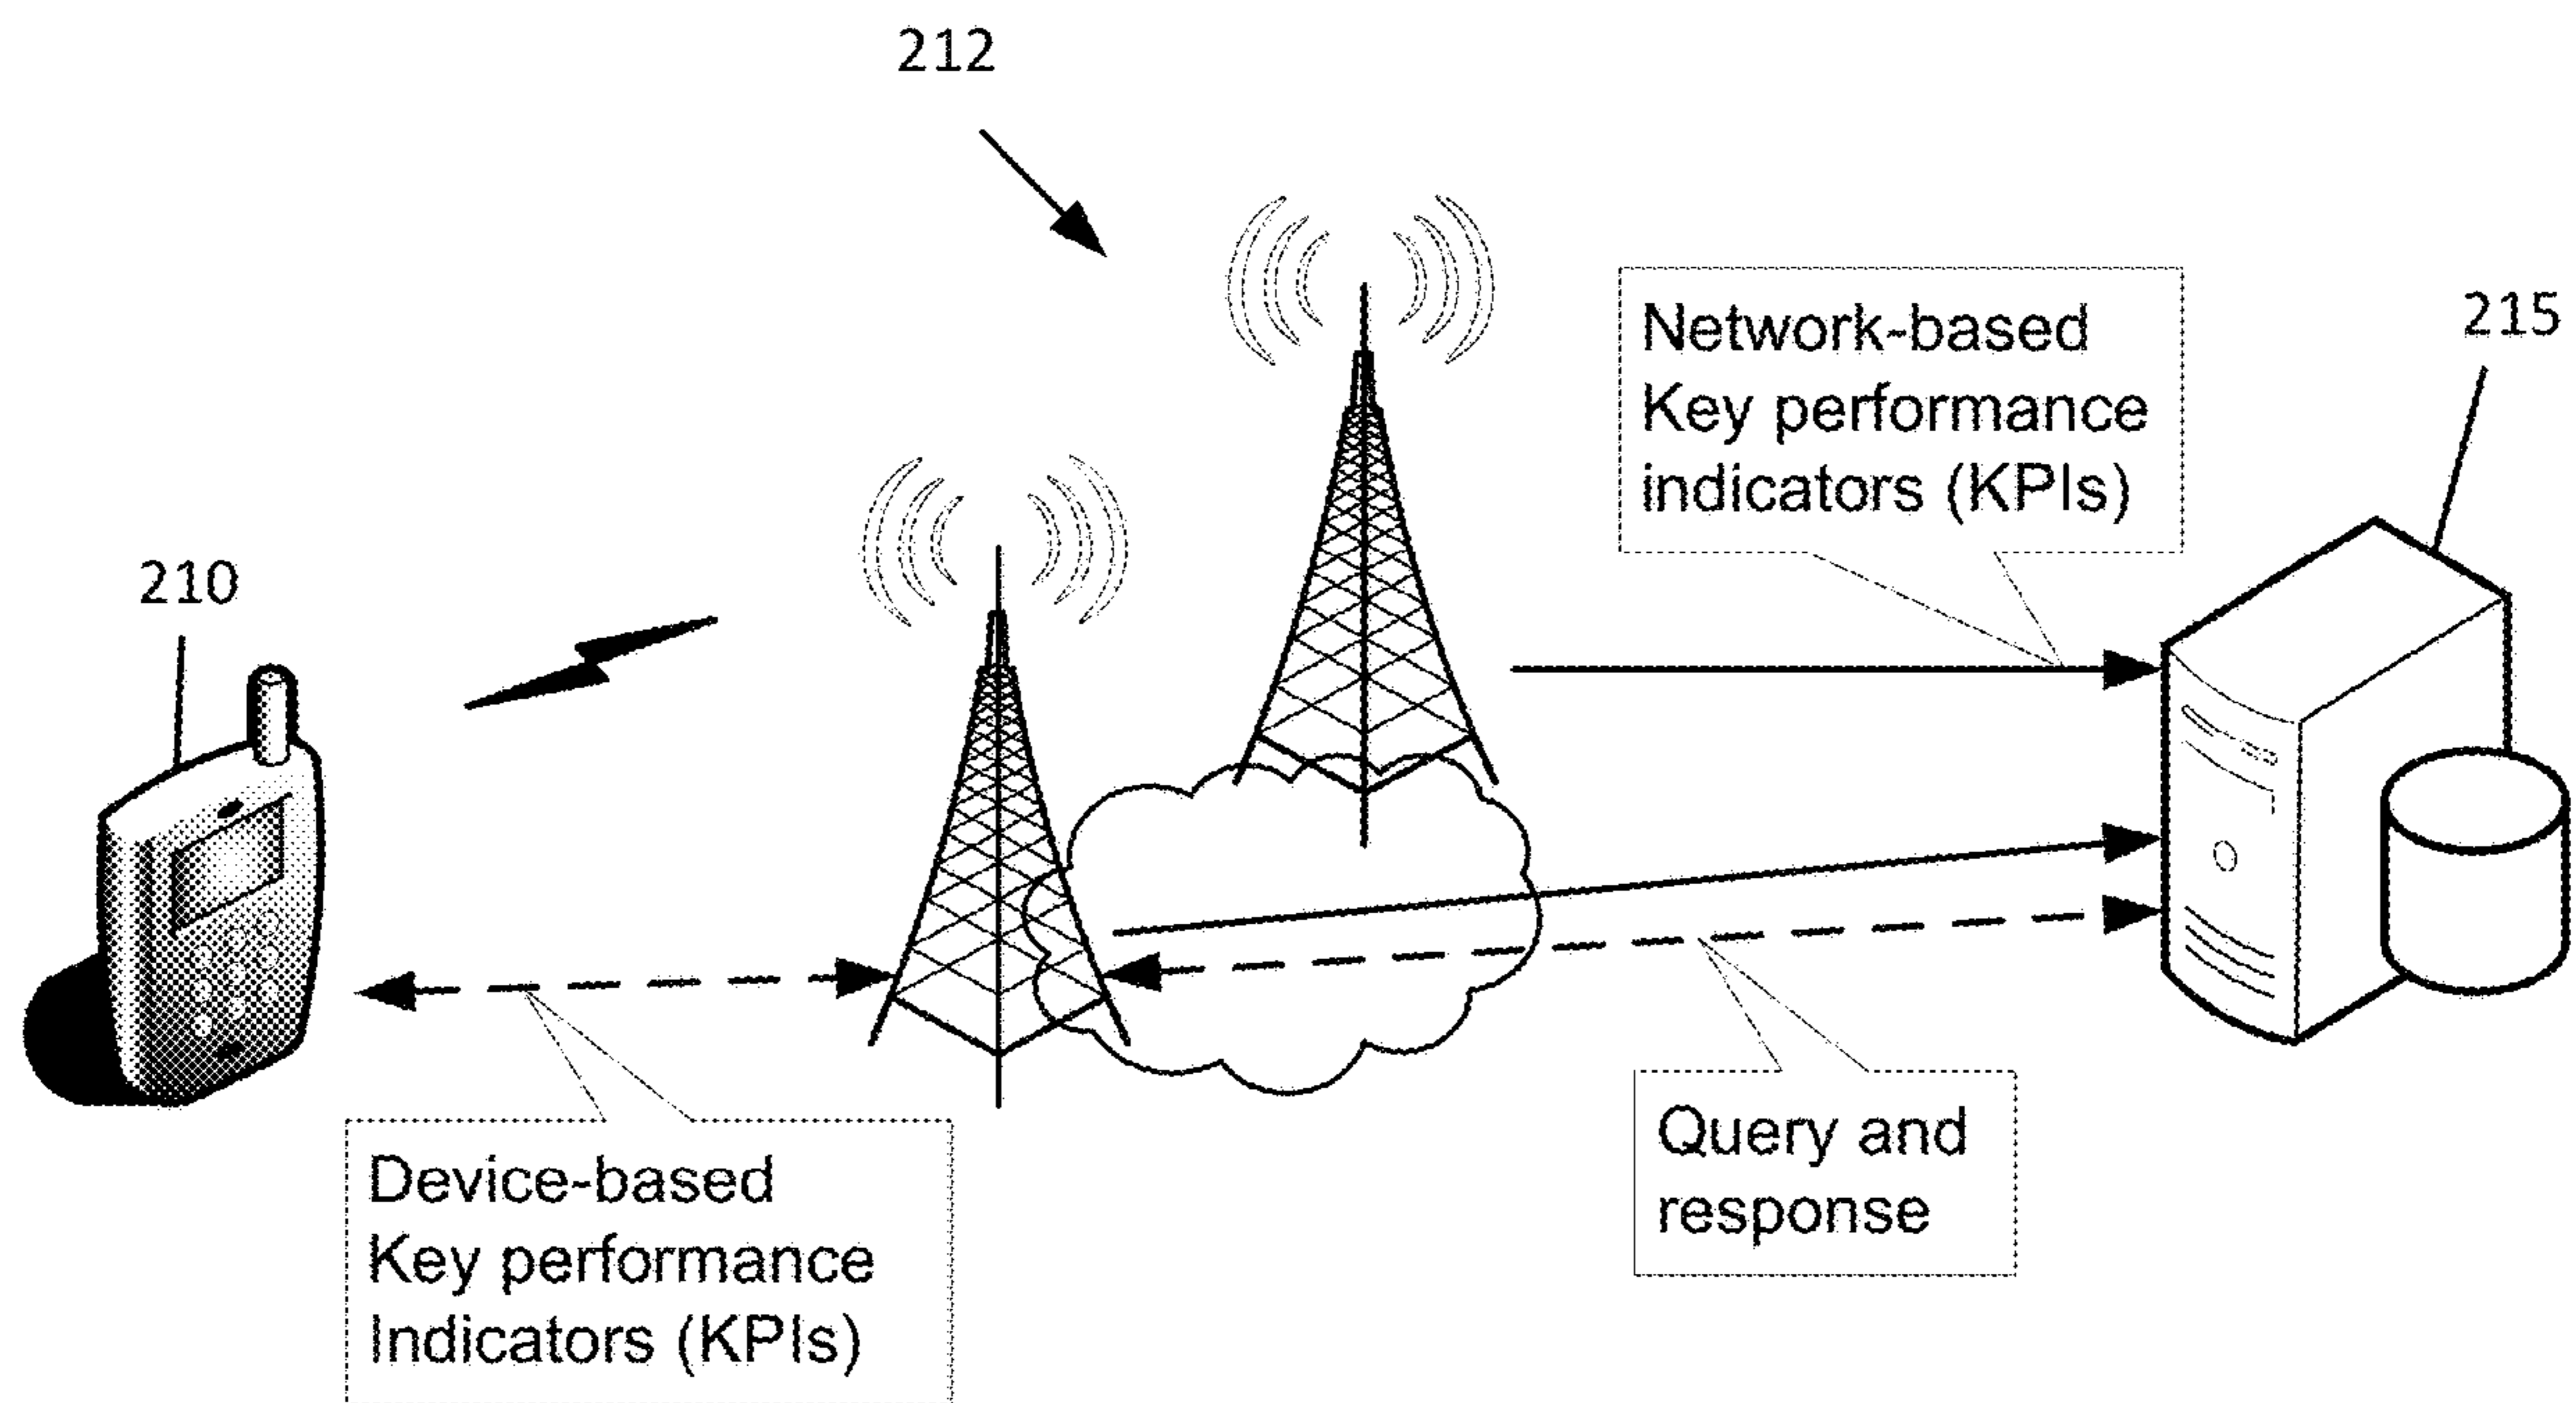 212
Network-based
Key performance
indicators (KPIs)
215
210
Device-based
Key performance
Indicators (KPIs)
Query and
response